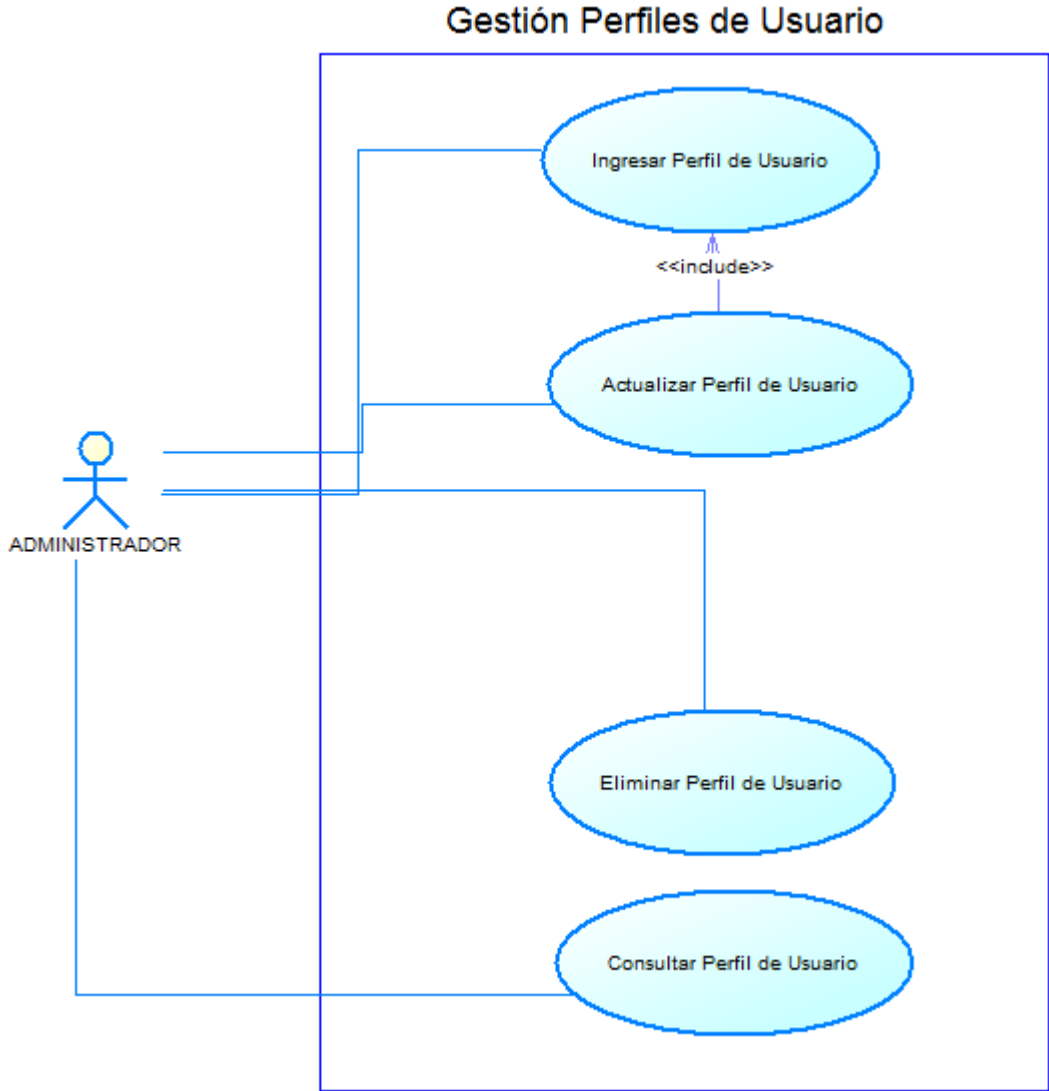 Gestión Perfiles de Usuario
Ingresar Perfil de Usuario
<<include>>
Actualizar Perfil de Usuario
ADMINISTRADOR
Eliminar Perfil de Usuario
Consultar Perfil de Usuario